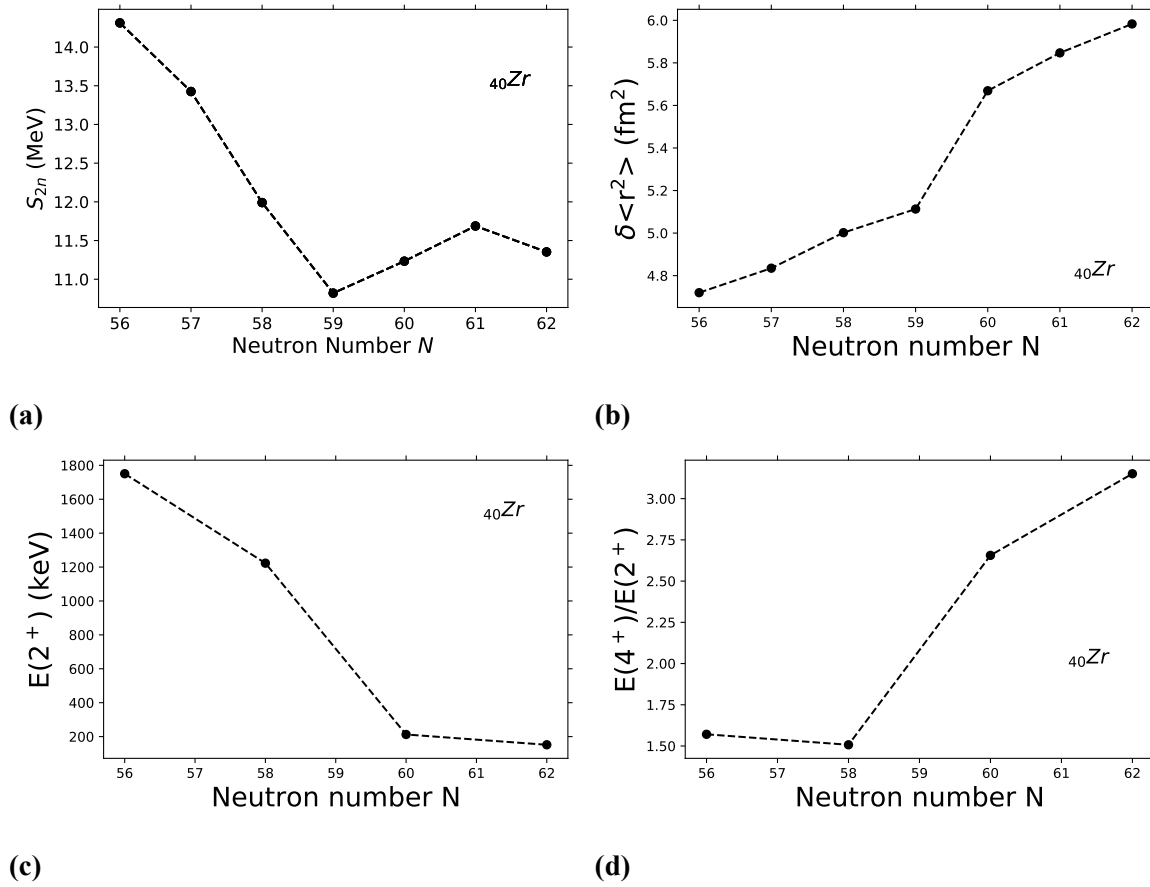 14.0
13.5
13.0
12.5
12.0
11.5
11.0
S₂ₙ (MeV)
₄₀Zr
56 57 58 59 60 61 62
Neutron Number N
(a)
6.0
5.8
5.6
5.4
5.2
5.0
4.8
δ<r²> (fm²)
₄₀Zr
56 57 58 59 60 61 62
Neutron number N
(b)
1800
1600
1400
1200
1000
800
600
400
200
E(2⁺) (keV)
₄₀Zr
56 57 58 59 60 61 62
Neutron number N
(c)
3.00
2.75
2.50
2.25
2.00
1.75
1.50
E(4⁺)/E(2⁺)
₄₀Zr
56 57 58 59 60 61 62
Neutron number N
(d)